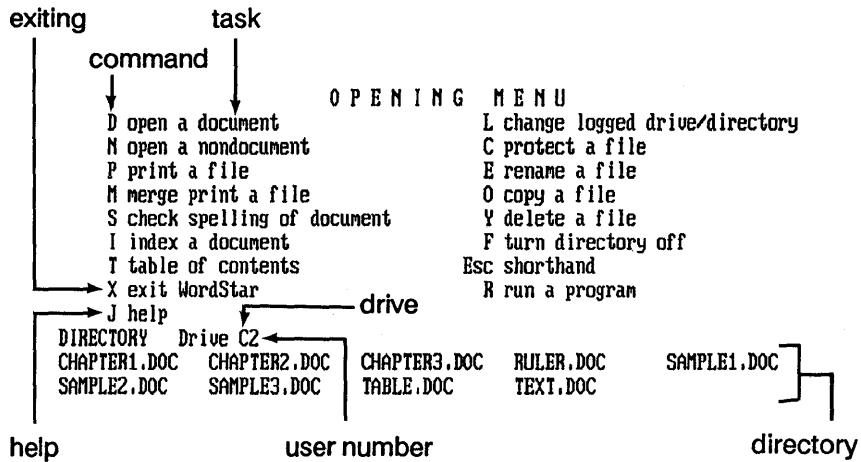 exiting task
command
OPENING MENU
D open a document L change logged drive/directory
N open a nondocument C protect a file
P print a file E rename a file
M merge print a file O copy a file
S check spelling of document Y delete a file
I index a document F turn directory off
T table of contents Esc shorthand
X exit WordStar R run a program
drive
J help
DIRECTORY Drive C2
CHAPTER1.DOC CHAPTER2.DOC CHAPTER3.DOC RULER.DOC SAMPLE1.DOC
SAMPLE2.DOC SAMPLE3.DOC TABLE.DOC TEXT.DOC
help user number directory